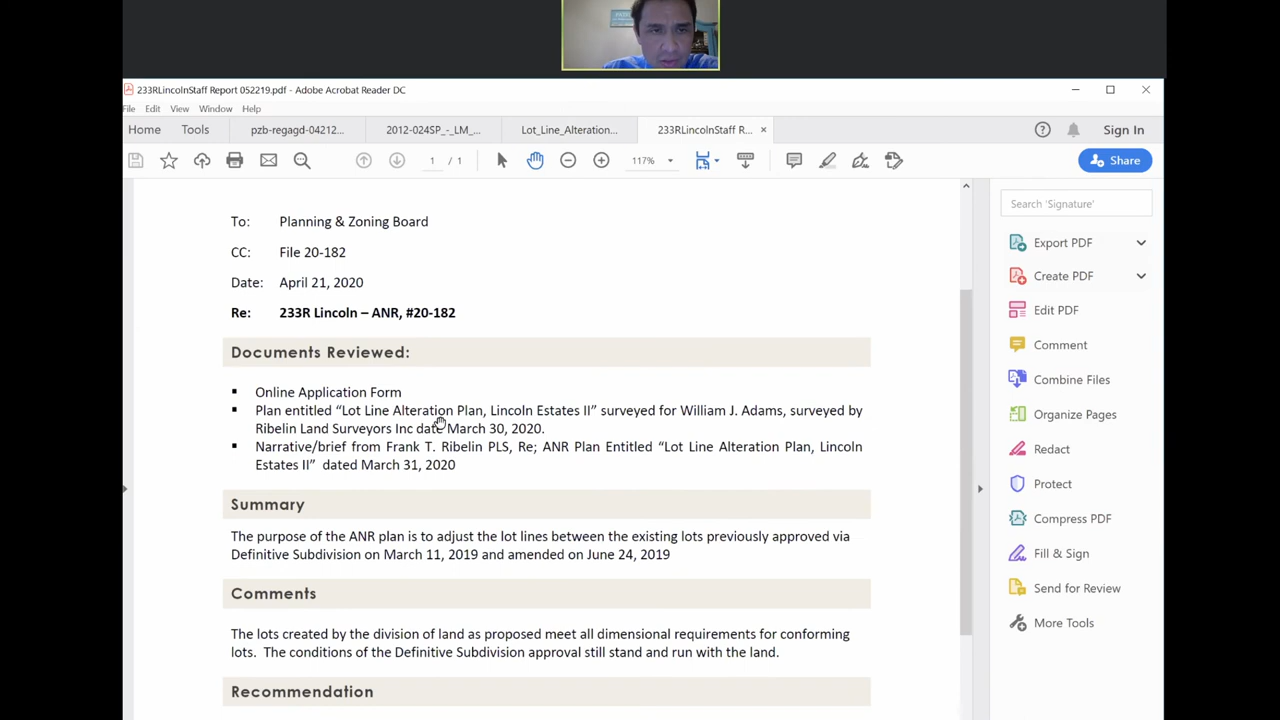 233RLincolnStaff Report 052219.pdf - Adobe Acrobat Reader DC
File Edit View Window Help
Home Tools pzb-regagd-04212... 2012-024SP_-_LM_... Lot_Line_Alteration... 233RLincolnStaff R... × Sign In
1 / 1 117% Share
Search 'Signature'
Export PDF
Create PDF
Edit PDF
Comment
Combine Files
Organize Pages
Redact
Protect
Compress PDF
Fill & Sign
Send for Review
More Tools
To: Planning & Zoning Board
CC: File 20-182
Date: April 21, 2020
Re: 233R Lincoln – ANR, #20-182
Documents Reviewed:
▪ Online Application Form
▪ Plan entitled “Lot Line Alteration Plan, Lincoln Estates II” surveyed for William J. Adams, surveyed by
Ribelin Land Surveyors Inc date March 30, 2020.
▪ Narrative/brief from Frank T. Ribelin PLS, Re; ANR Plan Entitled “Lot Line Alteration Plan, Lincoln
Estates II” dated March 31, 2020
Summary
The purpose of the ANR plan is to adjust the lot lines between the existing lots previously approved via
Definitive Subdivision on March 11, 2019 and amended on June 24, 2019
Comments
The lots created by the division of land as proposed meet all dimensional requirements for conforming
lots. The conditions of the Definitive Subdivision approval still stand and run with the land.
Recommendation